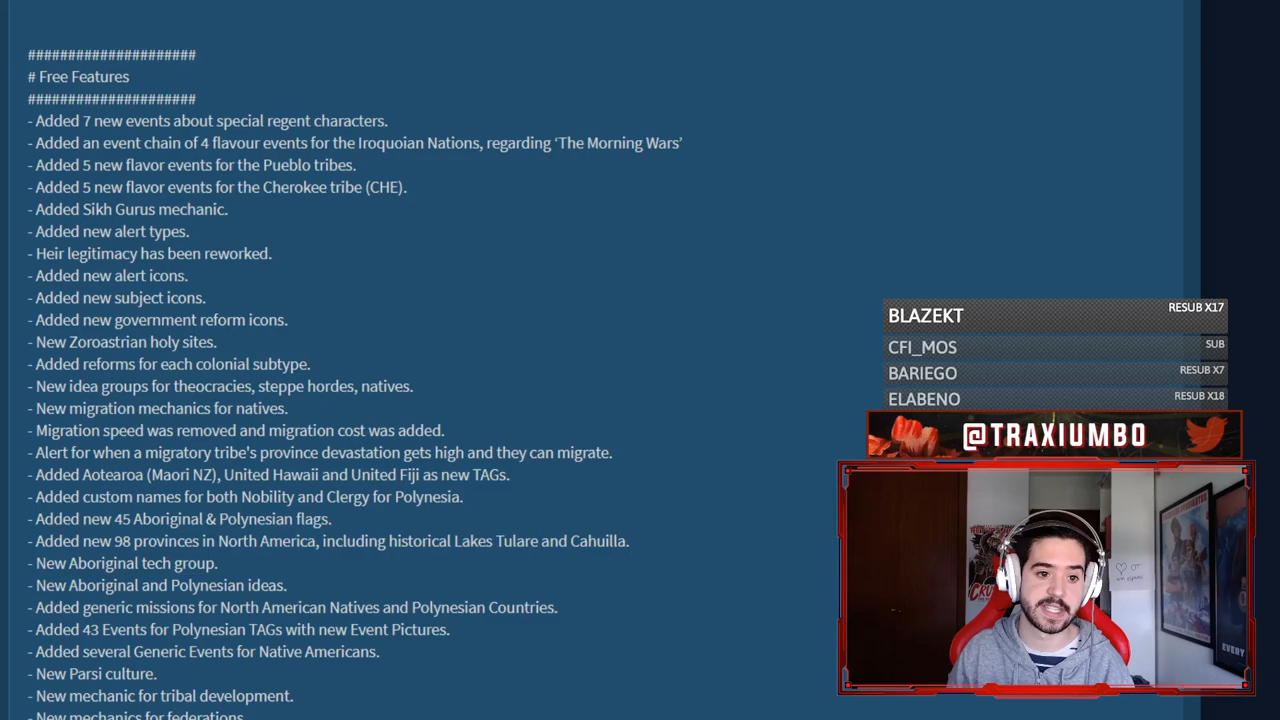 #####################
# Free Features
#####################
- Added 7 new events about special regent characters.
- Added an event chain of 4 flavour events for the Iroquoian Nations, regarding ‘The Morning Wars’
- Added 5 new flavor events for the Pueblo tribes.
- Added 5 new flavor events for the Cherokee tribe (CHE).
- Added Sikh Gurus mechanic.
- Added new alert types.
- Heir legitimacy has been reworked.
- Added new alert icons.
- Added new subject icons.
- Added new government reform icons.
- New Zoroastrian holy sites.
- Added reforms for each colonial subtype.
- New idea groups for theocracies, steppe hordes, natives.
- New migration mechanics for natives.
- Migration speed was removed and migration cost was added.
- Alert for when a migratory tribe's province devastation gets high and they can migrate.
- Added Aotearoa (Maori NZ), United Hawaii and United Fiji as new TAGs.
- Added custom names for both Nobility and Clergy for Polynesia.
- Added new 45 Aboriginal & Polynesian flags.
- Added new 98 provinces in North America, including historical Lakes Tulare and Cahuilla.
- New Aboriginal tech group.
- New Aboriginal and Polynesian ideas.
- Added generic missions for North American Natives and Polynesian Countries.
- Added 43 Events for Polynesian TAGs with new Event Pictures.
- Added several Generic Events for Native Americans.
- New Parsi culture.
- New mechanic for tribal development.
- New mechanics for federations.
BLAZEKT RESUB X17
CFI_MOS SUB
BARIEGO RESUB X7
ELABENO RESUB X18
@TRAXIUMBO
EVERY